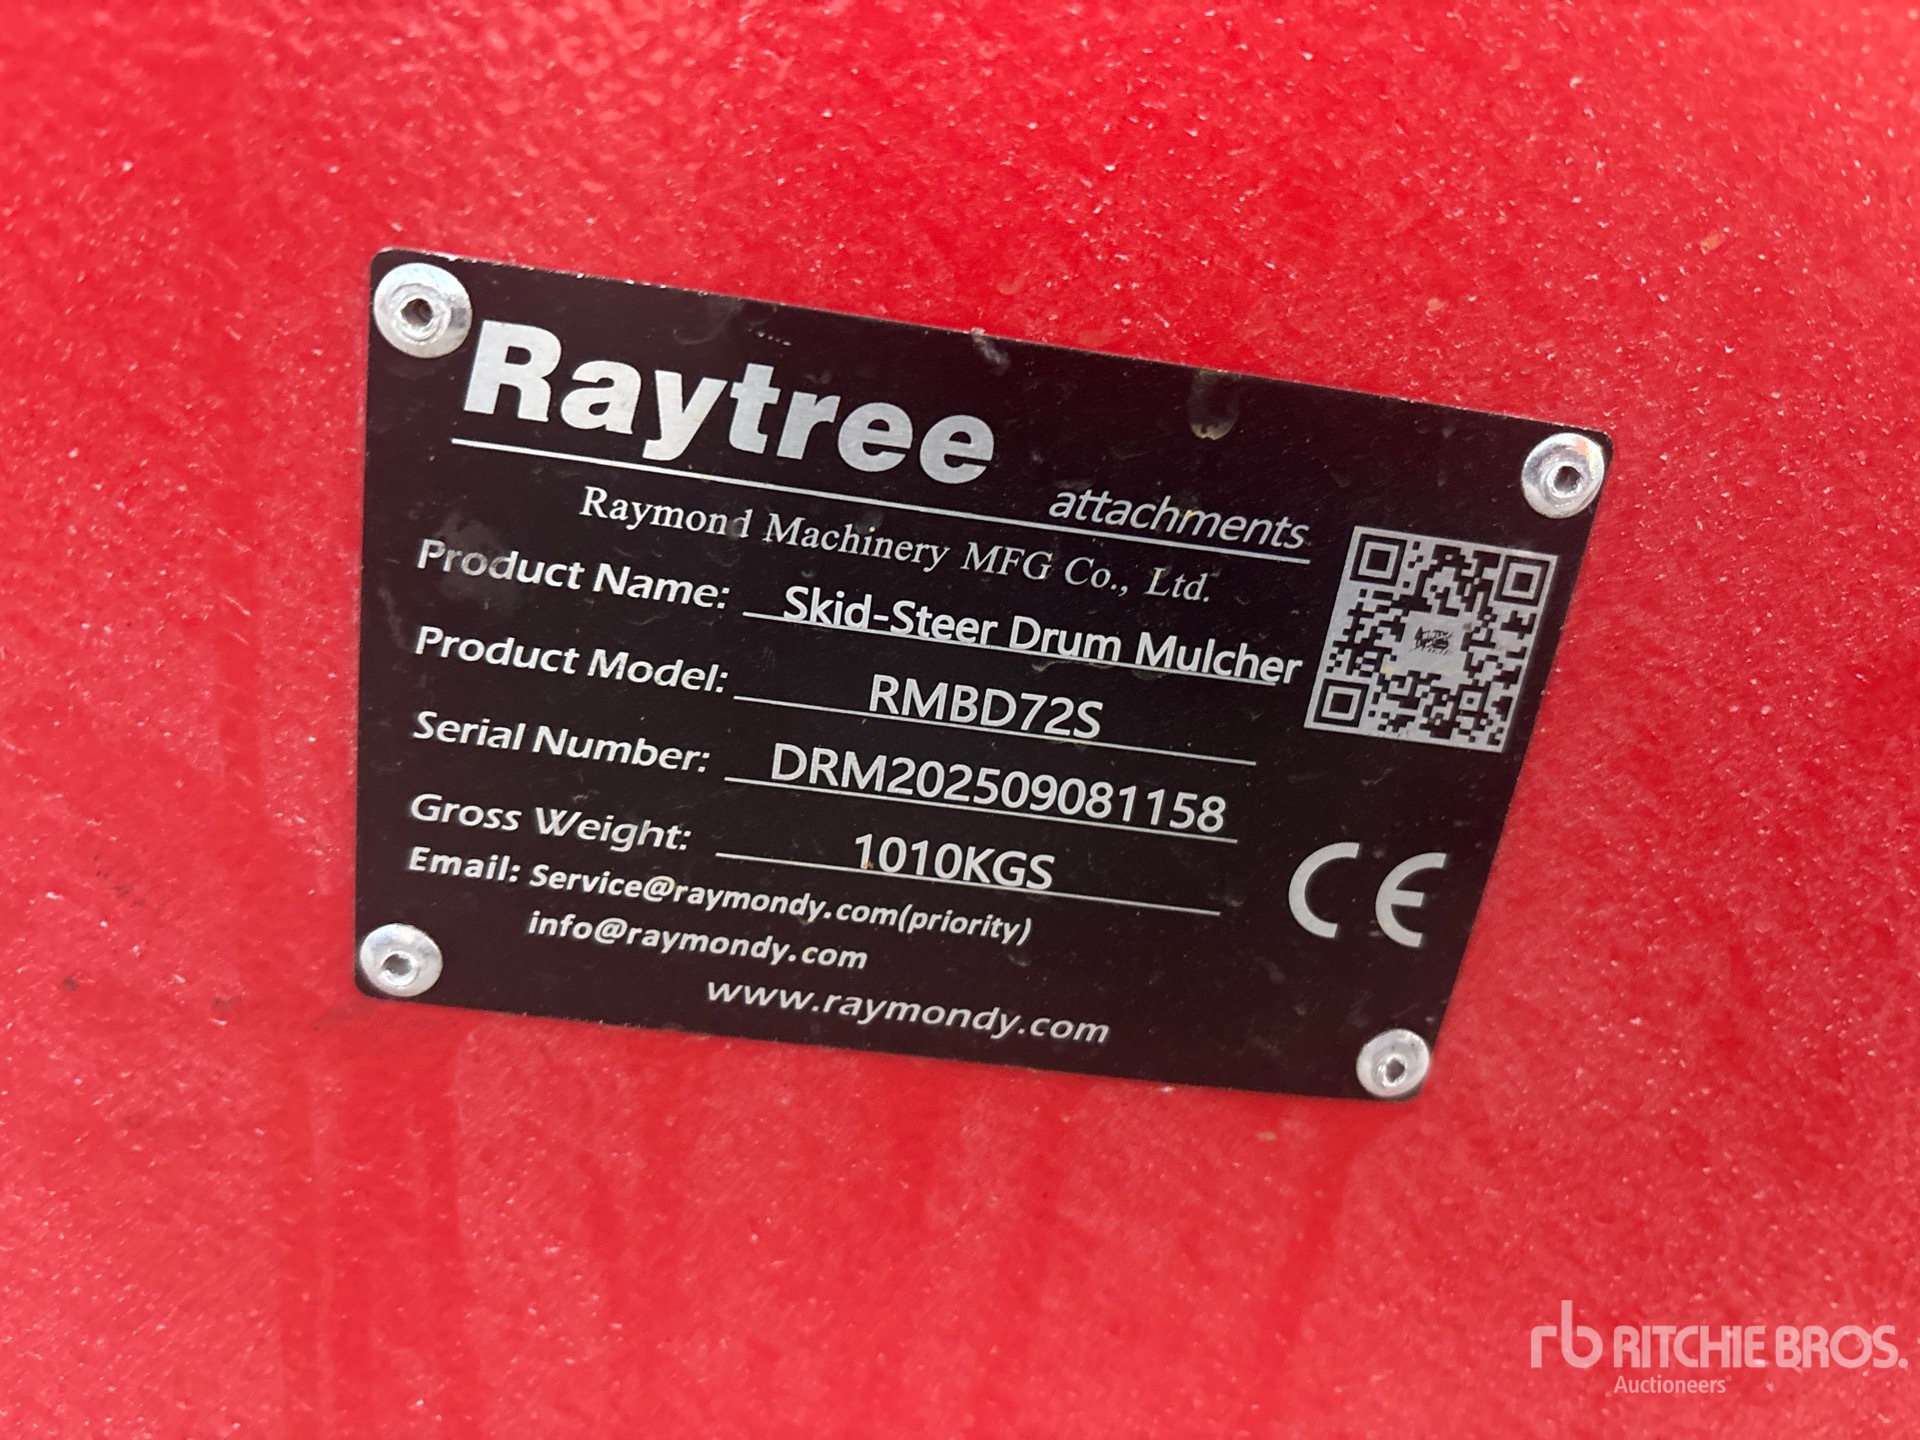 Raytree
attachments
Raymond Machinery MFG Co., Ltd.
Product Name: Skid-Steer Drum Mulcher
Product Model: RMBD72S
Serial Number: DRM202509081158
Gross Weight: 1010KGS
Email: Service@raymondy.com(priority)
info@raymondy.com
www.raymondy.com
CE
rb RITCHIE BROS.
Auctioneers